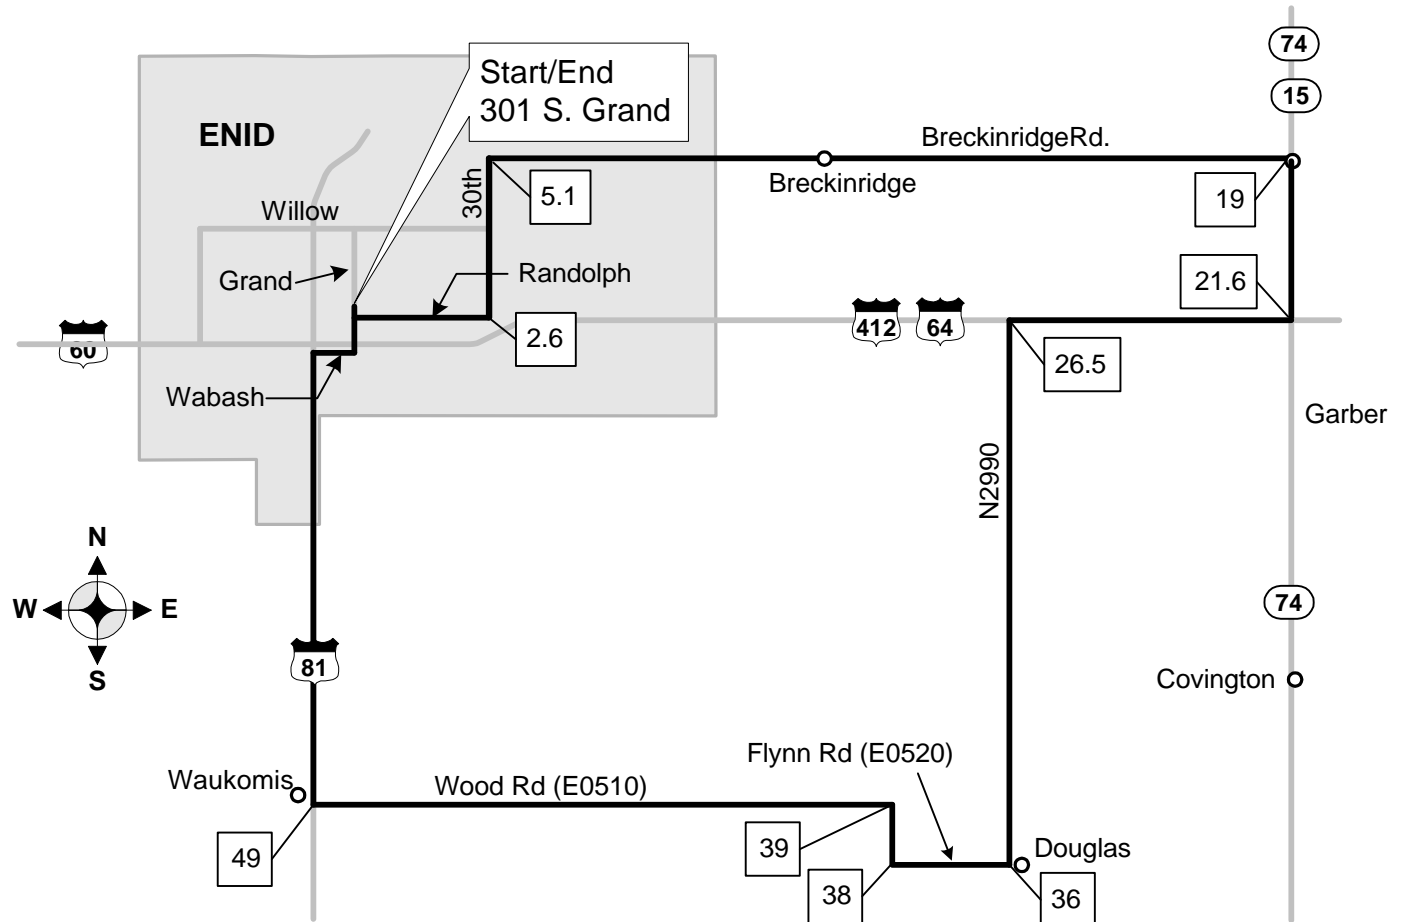 74
Start/End
301 S. Grand
15
ENID
BreckinridgeRd.
Breckinridge
30th
5.1
19
Willow
Grand
Randolph
21.6
412
64
2.6
60
26.5
Wabash
Garber
N2990
N
W
E
S
74
81
Covington
Flynn Rd (E0520)
Waukomis
Wood Rd (E0510)
49
39
Douglas
38
36